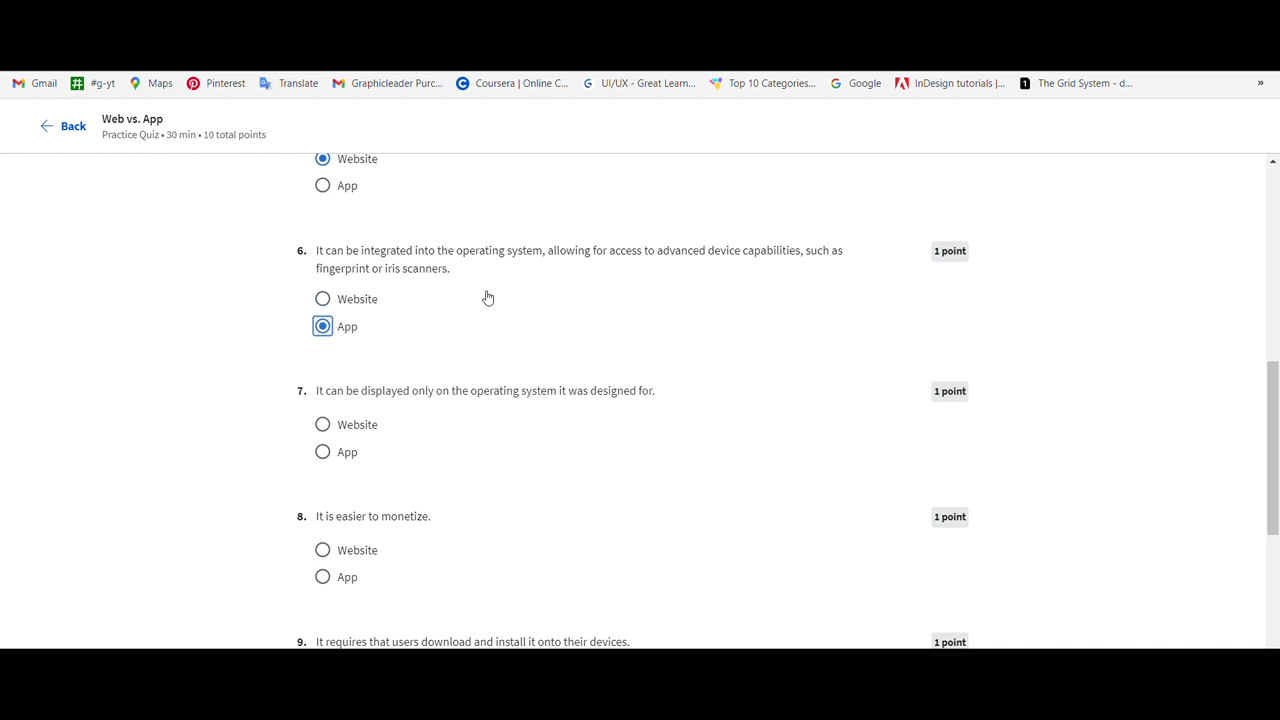 Gmail #g-yt Maps Pinterest Translate Graphicleader Purc... Coursera | Online C... UI/UX - Great Learn... Top 10 Categories... Google InDesign tutorials |... The Grid System - d... »
Back
Web vs. App
Practice Quiz • 30 min • 10 total points
Website
App
6. It can be integrated into the operating system, allowing for access to advanced device capabilities, such as 1 point
fingerprint or iris scanners.
Website
App
7. It can be displayed only on the operating system it was designed for. 1 point
Website
App
8. It is easier to monetize. 1 point
Website
App
9. It requires that users download and install it onto their devices. 1 point